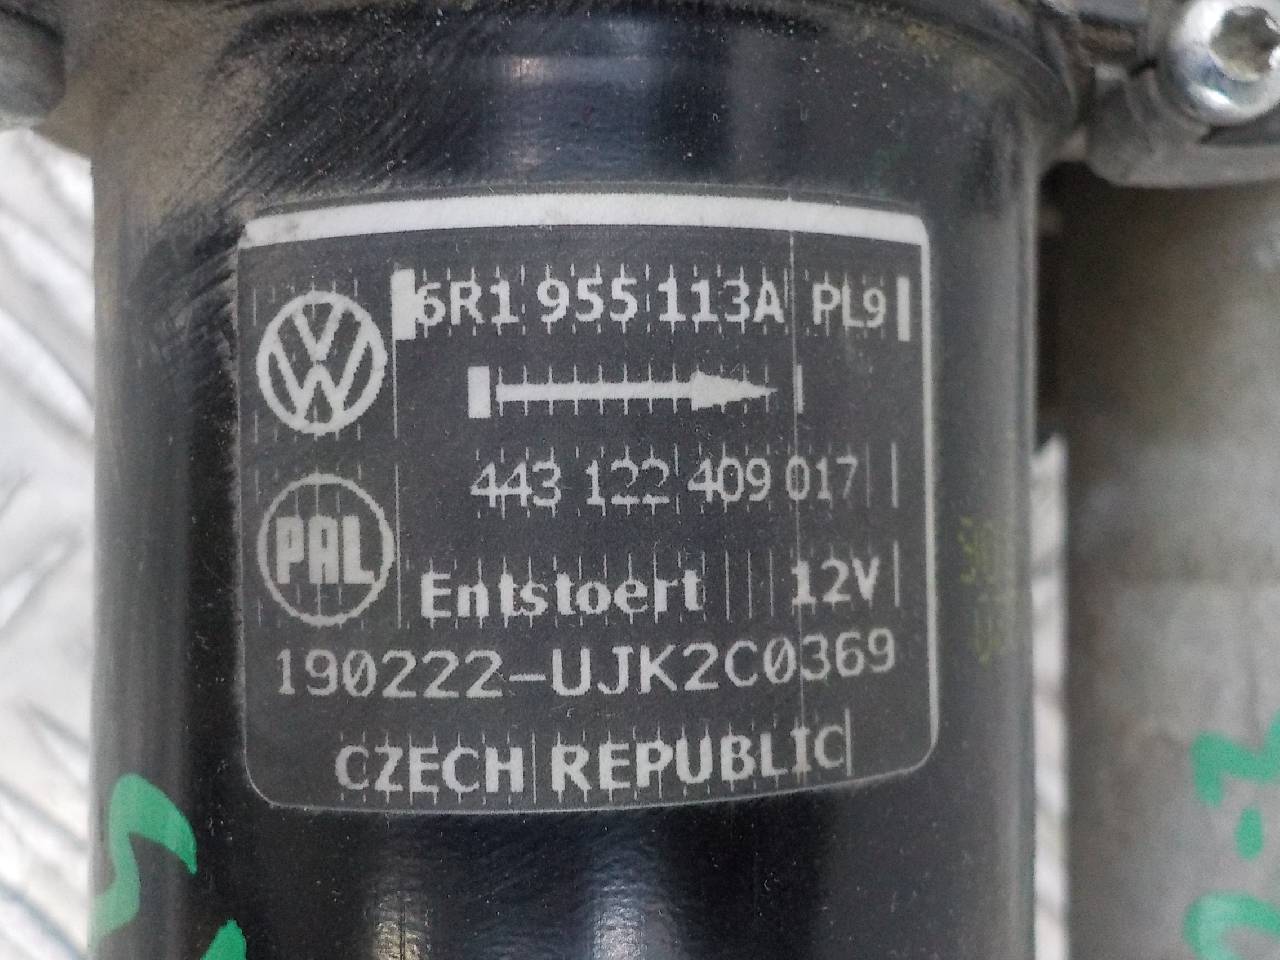 6R1 955 113A PL9
443 122 409 017
PAL
Entstoert 12V
190222-UJK2C0369
CZECH REPUBLIC